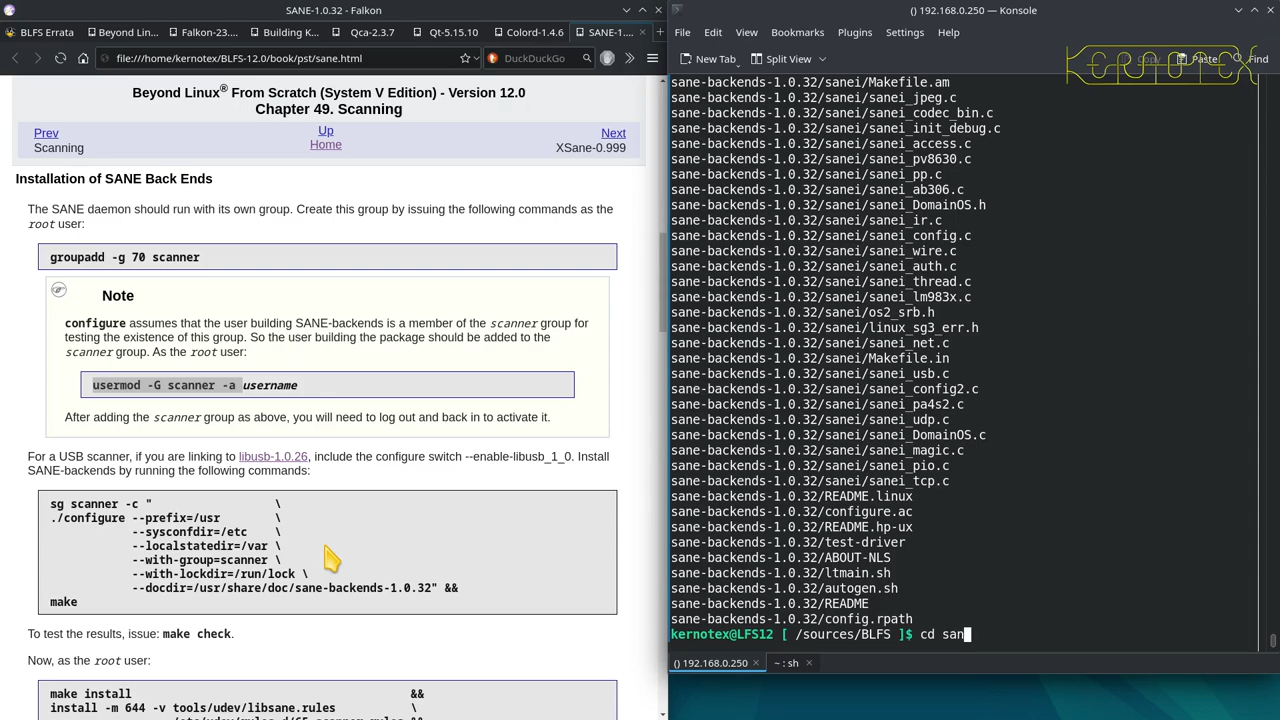 SANE-1.0.32 - Falkon
BLFS Errata
Beyond Lin...
Falkon-23....
Building K...
Qca-2.3.7
Qt-5.15.10
Colord-1.4.6
SANE-1....
file:///home/kernotex/BLFS-12.0/book/pst/sane.html
DuckDuckGo
Beyond Linux® From Scratch (System V Edition) - Version 12.0
Chapter 49. Scanning
Prev
Up
Next
Scanning
Home
XSane-0.999
Installation of SANE Back Ends
The SANE daemon should run with its own group. Create this group by issuing the following commands as the
root user:
groupadd -g 70 scanner
Note
configure assumes that the user building SANE-backends is a member of the scanner group for
testing the existence of this group. So the user building the package should be added to the
scanner group. As the root user:
usermod -G scanner -a username
After adding the scanner group as above, you will need to log out and back in to activate it.
For a USB scanner, if you are linking to libusb-1.0.26, include the configure switch --enable-libusb_1_0. Install
SANE-backends by running the following commands:
sg scanner -c " \
./configure --prefix=/usr \
--sysconfdir=/etc \
--localstatedir=/var \
--with-group=scanner \
--with-lockdir=/run/lock \
--docdir=/usr/share/doc/sane-backends-1.0.32" &&
make
To test the results, issue: make check.
Now, as the root user:
make install &&
install -m 644 -v tools/udev/libsane.rules \
() 192.168.0.250 — Konsole
File Edit View Bookmarks Plugins Settings Help
New Tab
Split View
Copy
Paste
Find
KERNOTEX
sane-backends-1.0.32/sanei/Makefile.am
sane-backends-1.0.32/sanei/sanei_jpeg.c
sane-backends-1.0.32/sanei/sanei_codec_bin.c
sane-backends-1.0.32/sanei/sanei_init_debug.c
sane-backends-1.0.32/sanei/sanei_access.c
sane-backends-1.0.32/sanei/sanei_pv8630.c
sane-backends-1.0.32/sanei/sanei_pp.c
sane-backends-1.0.32/sanei/sanei_ab306.c
sane-backends-1.0.32/sanei/sanei_DomainOS.h
sane-backends-1.0.32/sanei/sanei_ir.c
sane-backends-1.0.32/sanei/sanei_config.c
sane-backends-1.0.32/sanei/sanei_wire.c
sane-backends-1.0.32/sanei/sanei_auth.c
sane-backends-1.0.32/sanei/sanei_thread.c
sane-backends-1.0.32/sanei/sanei_lm983x.c
sane-backends-1.0.32/sanei/os2_srb.h
sane-backends-1.0.32/sanei/linux_sg3_err.h
sane-backends-1.0.32/sanei/sanei_net.c
sane-backends-1.0.32/sanei/Makefile.in
sane-backends-1.0.32/sanei/sanei_usb.c
sane-backends-1.0.32/sanei/sanei_config2.c
sane-backends-1.0.32/sanei/sanei_pa4s2.c
sane-backends-1.0.32/sanei/sanei_udp.c
sane-backends-1.0.32/sanei/sanei_DomainOS.c
sane-backends-1.0.32/sanei/sanei_magic.c
sane-backends-1.0.32/sanei/sanei_pio.c
sane-backends-1.0.32/sanei/sanei_tcp.c
sane-backends-1.0.32/README.linux
sane-backends-1.0.32/configure.ac
sane-backends-1.0.32/README.hp-ux
sane-backends-1.0.32/test-driver
sane-backends-1.0.32/ABOUT-NLS
sane-backends-1.0.32/ltmain.sh
sane-backends-1.0.32/autogen.sh
sane-backends-1.0.32/README
sane-backends-1.0.32/config.rpath
kernotex@LFS12 [ /sources/BLFS ]$ cd san
() 192.168.0.250
~ : sh